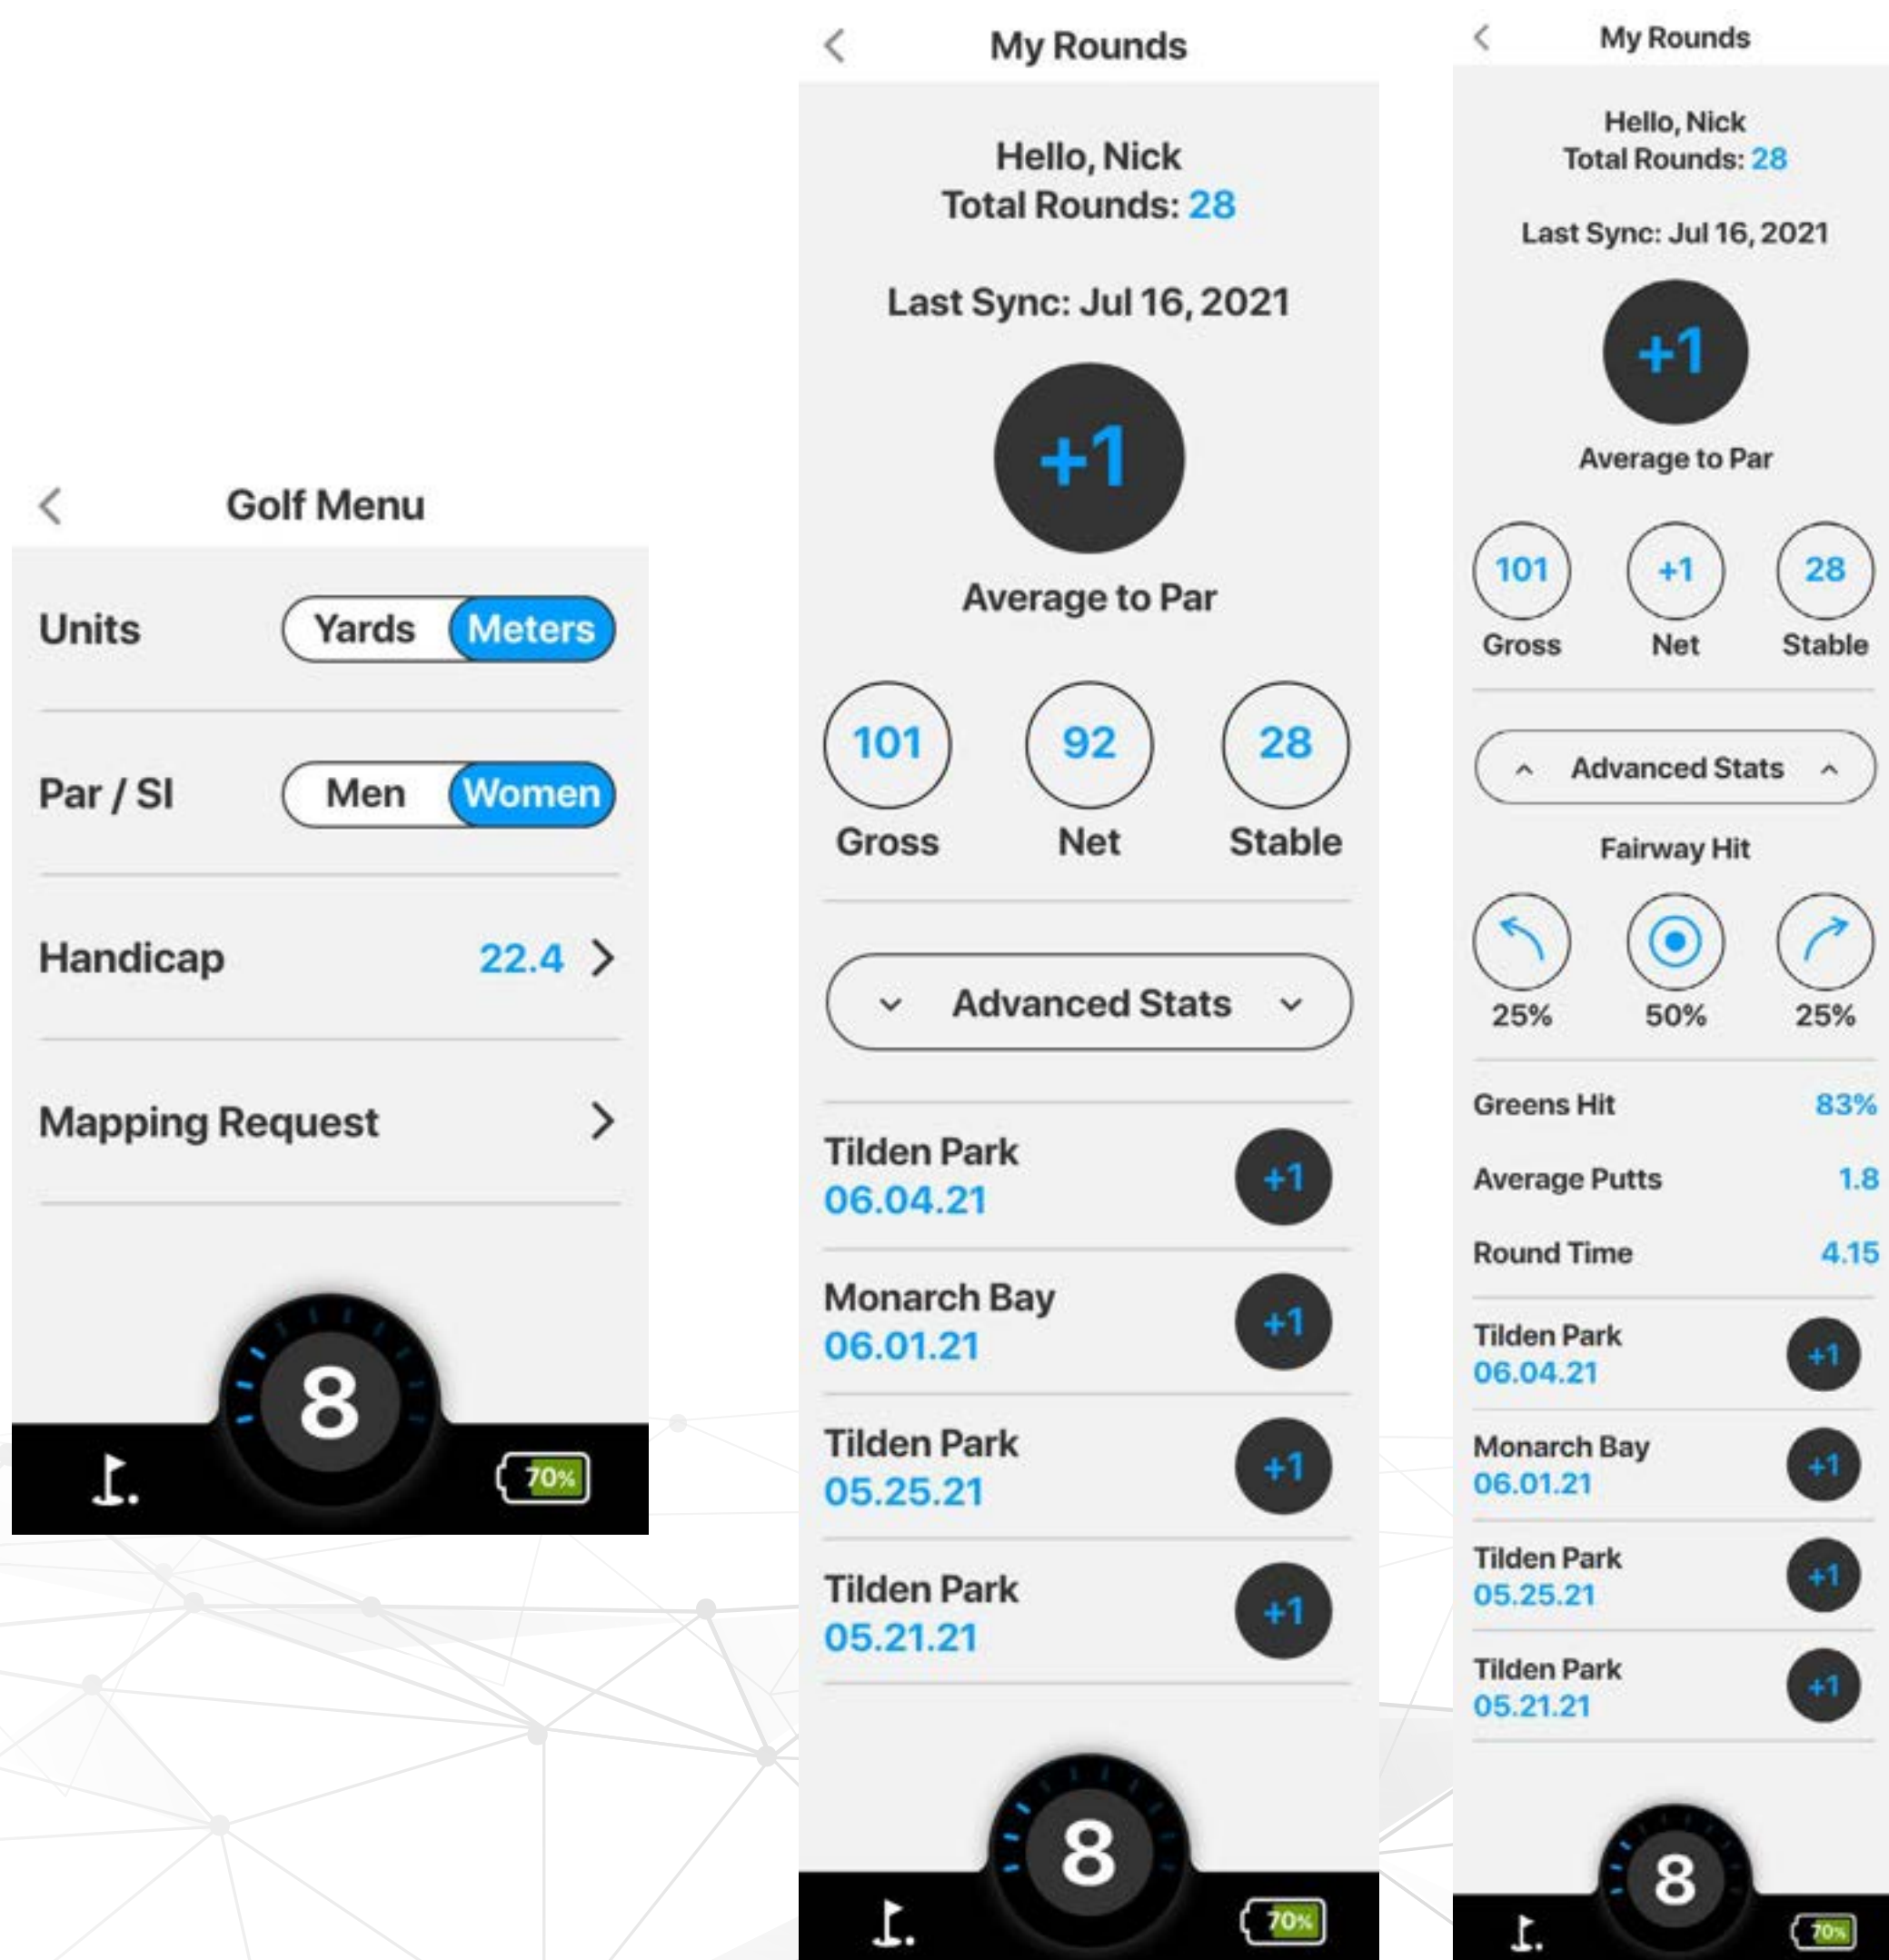 Golf Menu
Units Yards Meters
Par / SI Men Women
Handicap 22.4
Mapping Request
8
70%
My Rounds
Hello, Nick
Total Rounds: 28
Last Sync: Jul 16, 2021
+1
Average to Par
101 92 28
Gross Net Stable
Advanced Stats
Tilden Park
06.04.21
+1
Monarch Bay
06.01.21
+1
Tilden Park
05.25.21
+1
Tilden Park
05.21.21
+1
8
70%
My Rounds
Hello, Nick
Total Rounds: 28
Last Sync: Jul 16, 2021
+1
Average to Par
101 +1 28
Gross Net Stable
Advanced Stats
Fairway Hit
25% 50% 25%
Greens Hit 83%
Average Putts 1.8
Round Time 4.15
Tilden Park
06.04.21
+1
Monarch Bay
06.01.21
+1
Tilden Park
05.25.21
+1
Tilden Park
05.21.21
+1
8
70%